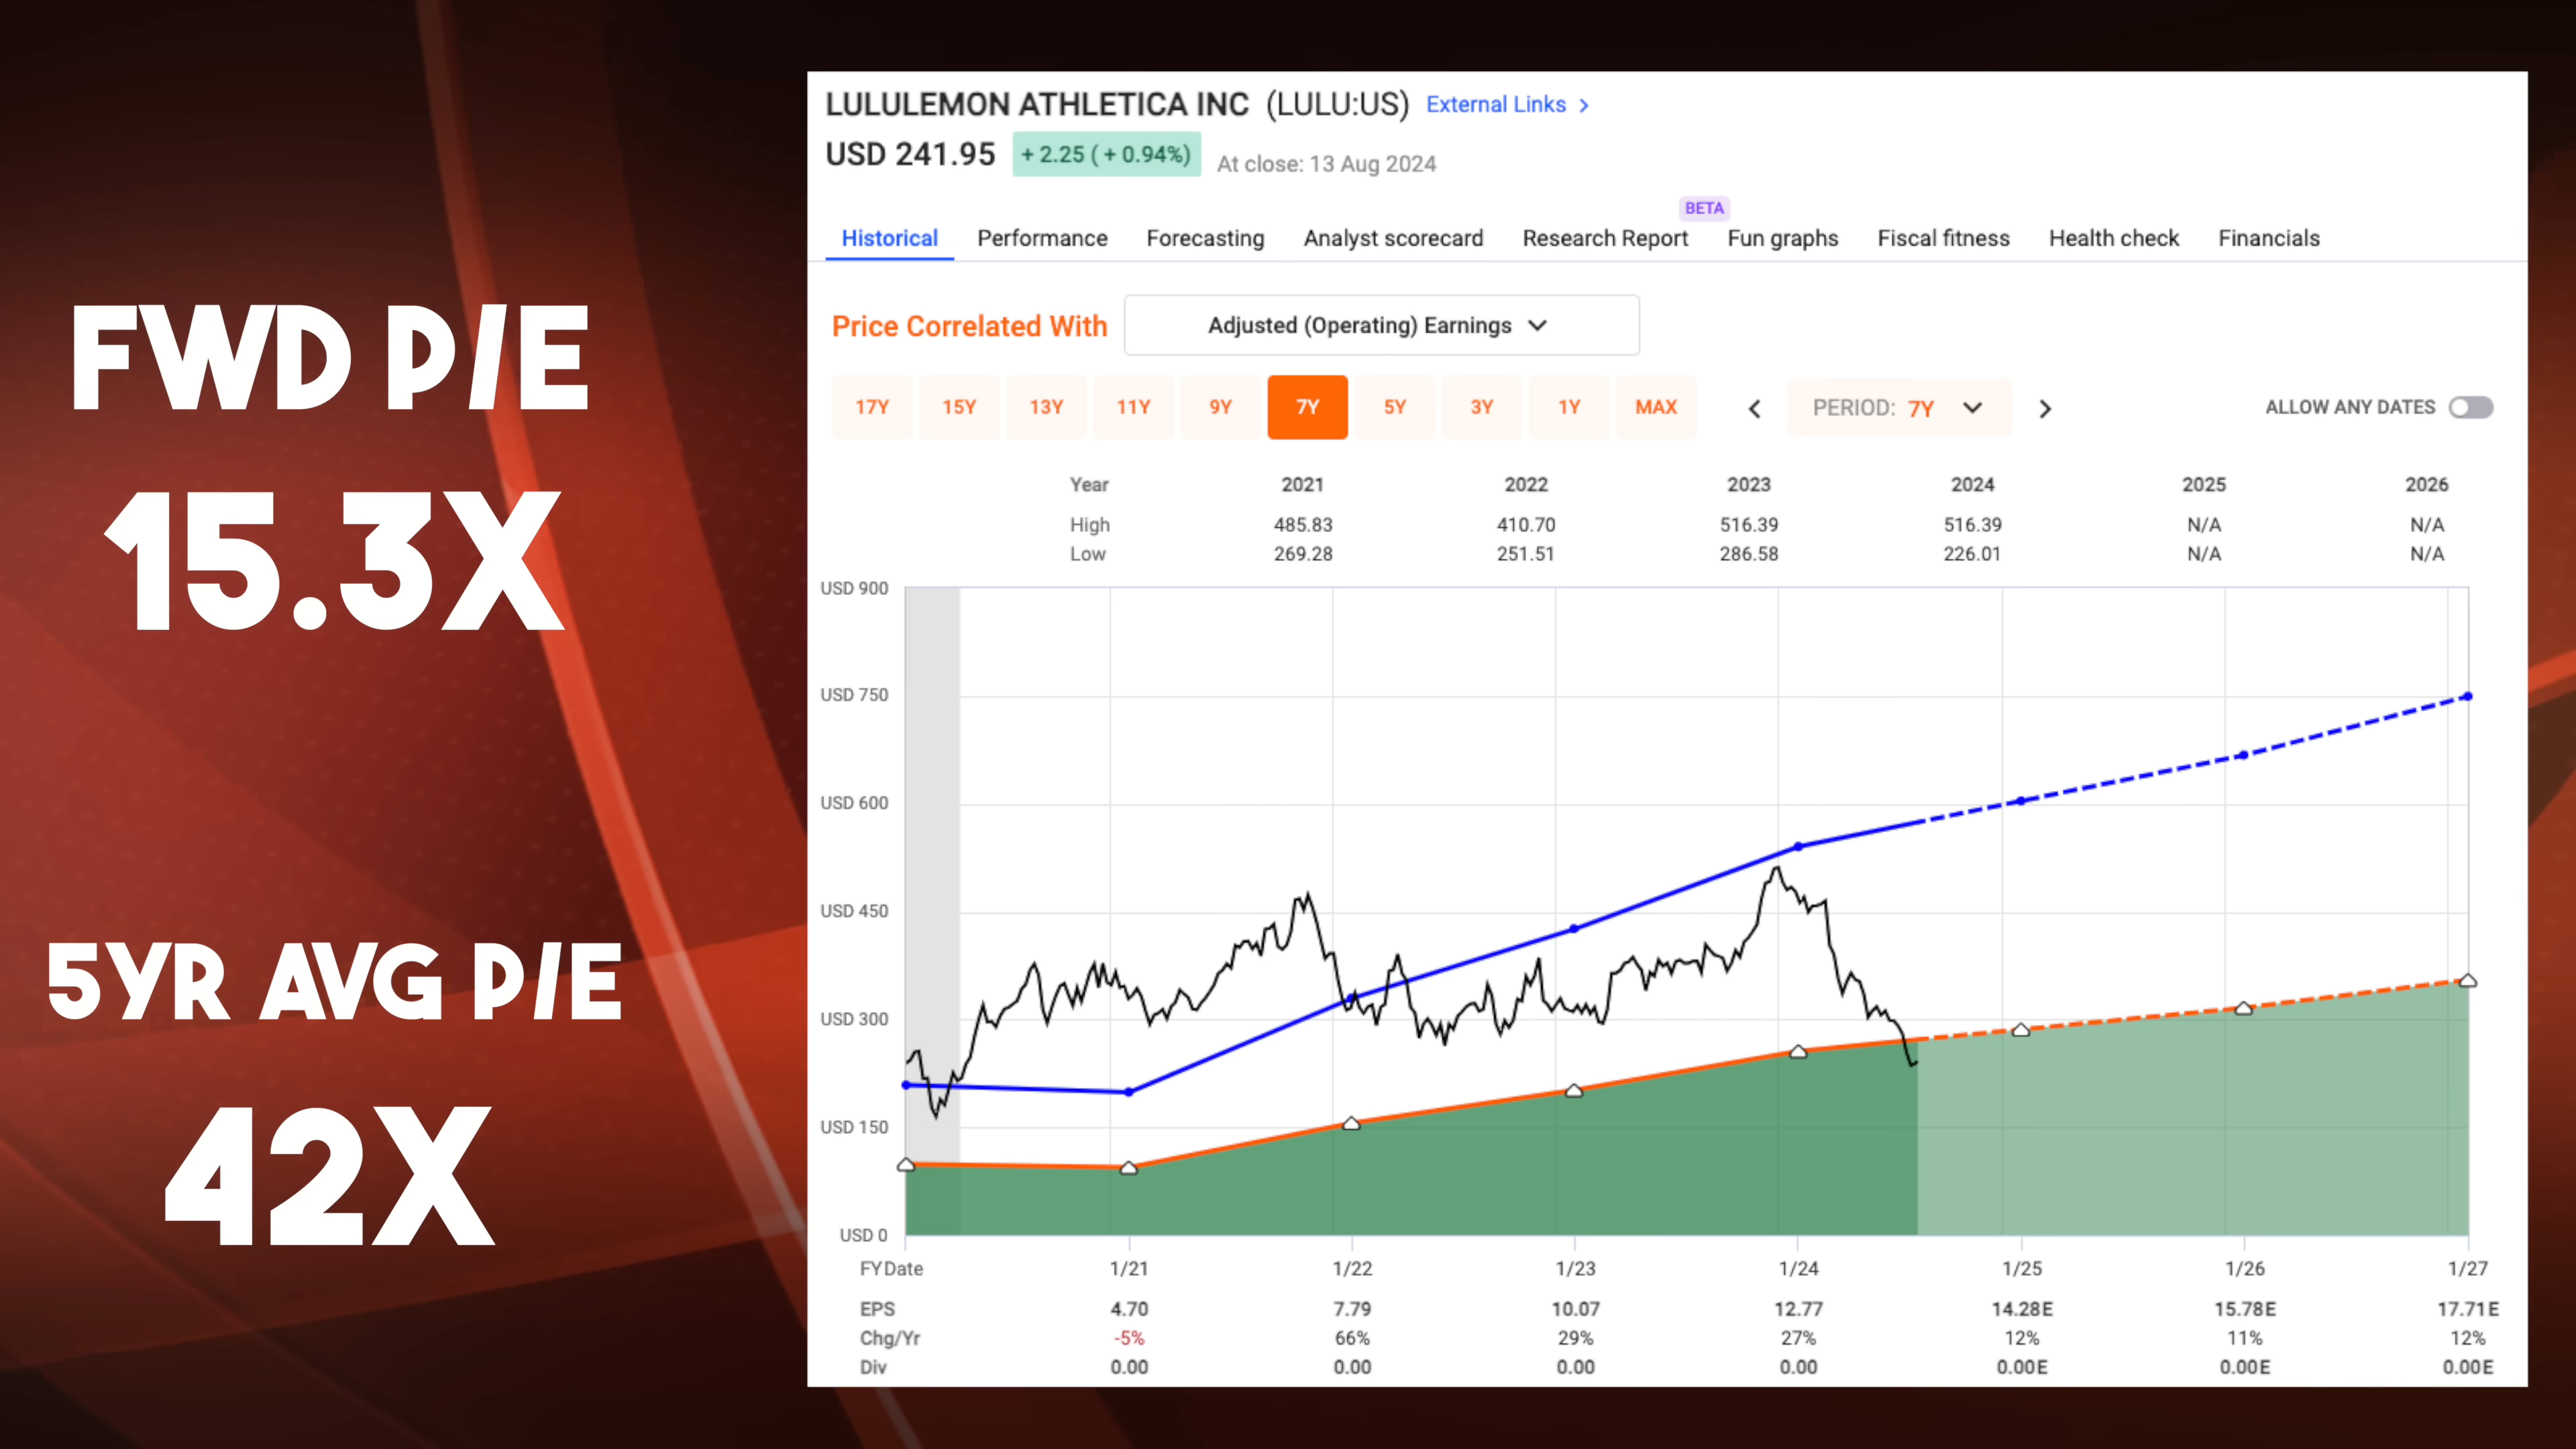 FWD P/E
15.3X
5YR AVG P/E
42X
LULULEMON ATHLETICA INC (LULU:US) External Links >
USD 241.95 + 2.25 ( + 0.94%) At close: 13 Aug 2024
BETA
Historical Performance Forecasting Analyst scorecard Research Report Fun graphs Fiscal fitness Health check Financials
Price Correlated With Adjusted (Operating) Earnings
17Y 15Y 13Y 11Y 9Y 7Y 5Y 3Y 1Y MAX < PERIOD: 7Y > ALLOW ANY DATES
Year 2021 2022 2023 2024 2025 2026
High 485.83 410.70 516.39 516.39 N/A N/A
Low 269.28 251.51 286.58 226.01 N/A N/A
USD 900
USD 750
USD 600
USD 450
USD 300
USD 150
USD 0
FY Date 1/21 1/22 1/23 1/24 1/25 1/26 1/27
EPS 4.70 7.79 10.07 12.77 14.28E 15.78E 17.71E
Chg/Yr -5% 66% 29% 27% 12% 11% 12%
Div 0.00 0.00 0.00 0.00 0.00E 0.00E 0.00E